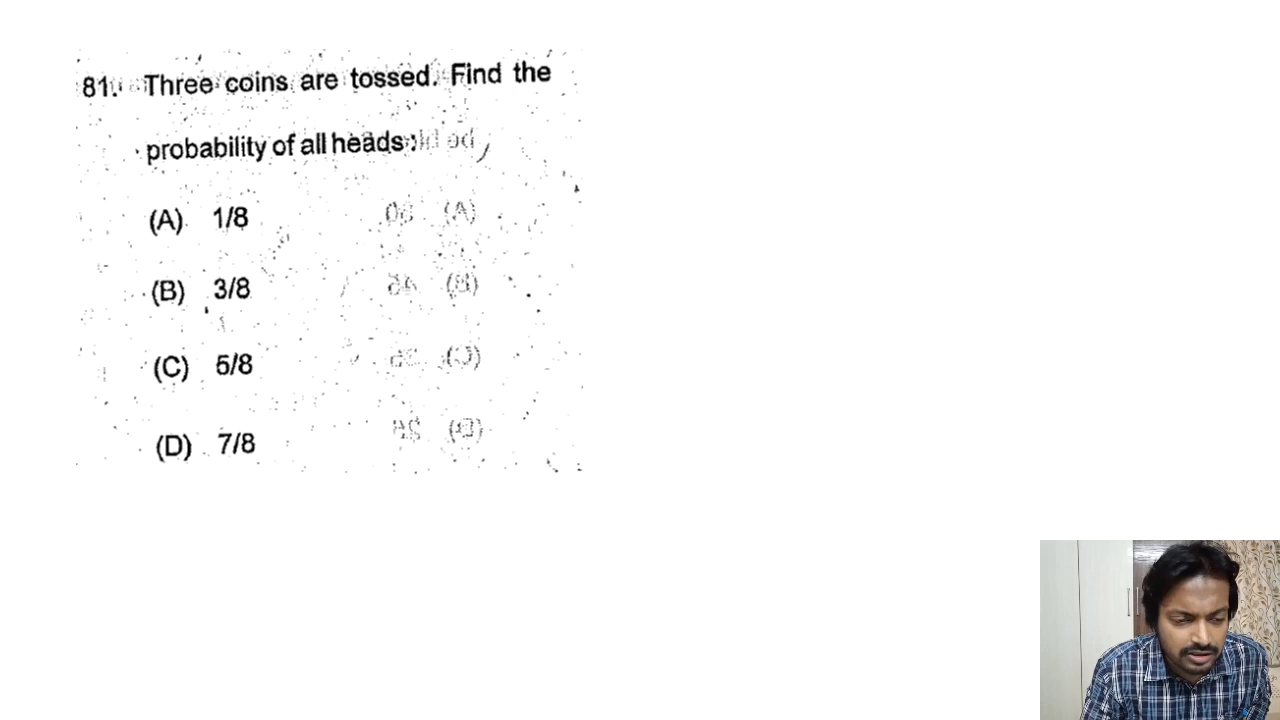 81. Three coins are tossed. Find the
probability of all heads :
(A) 1/8
(B) 3/8
(C) 5/8
(D) 7/8